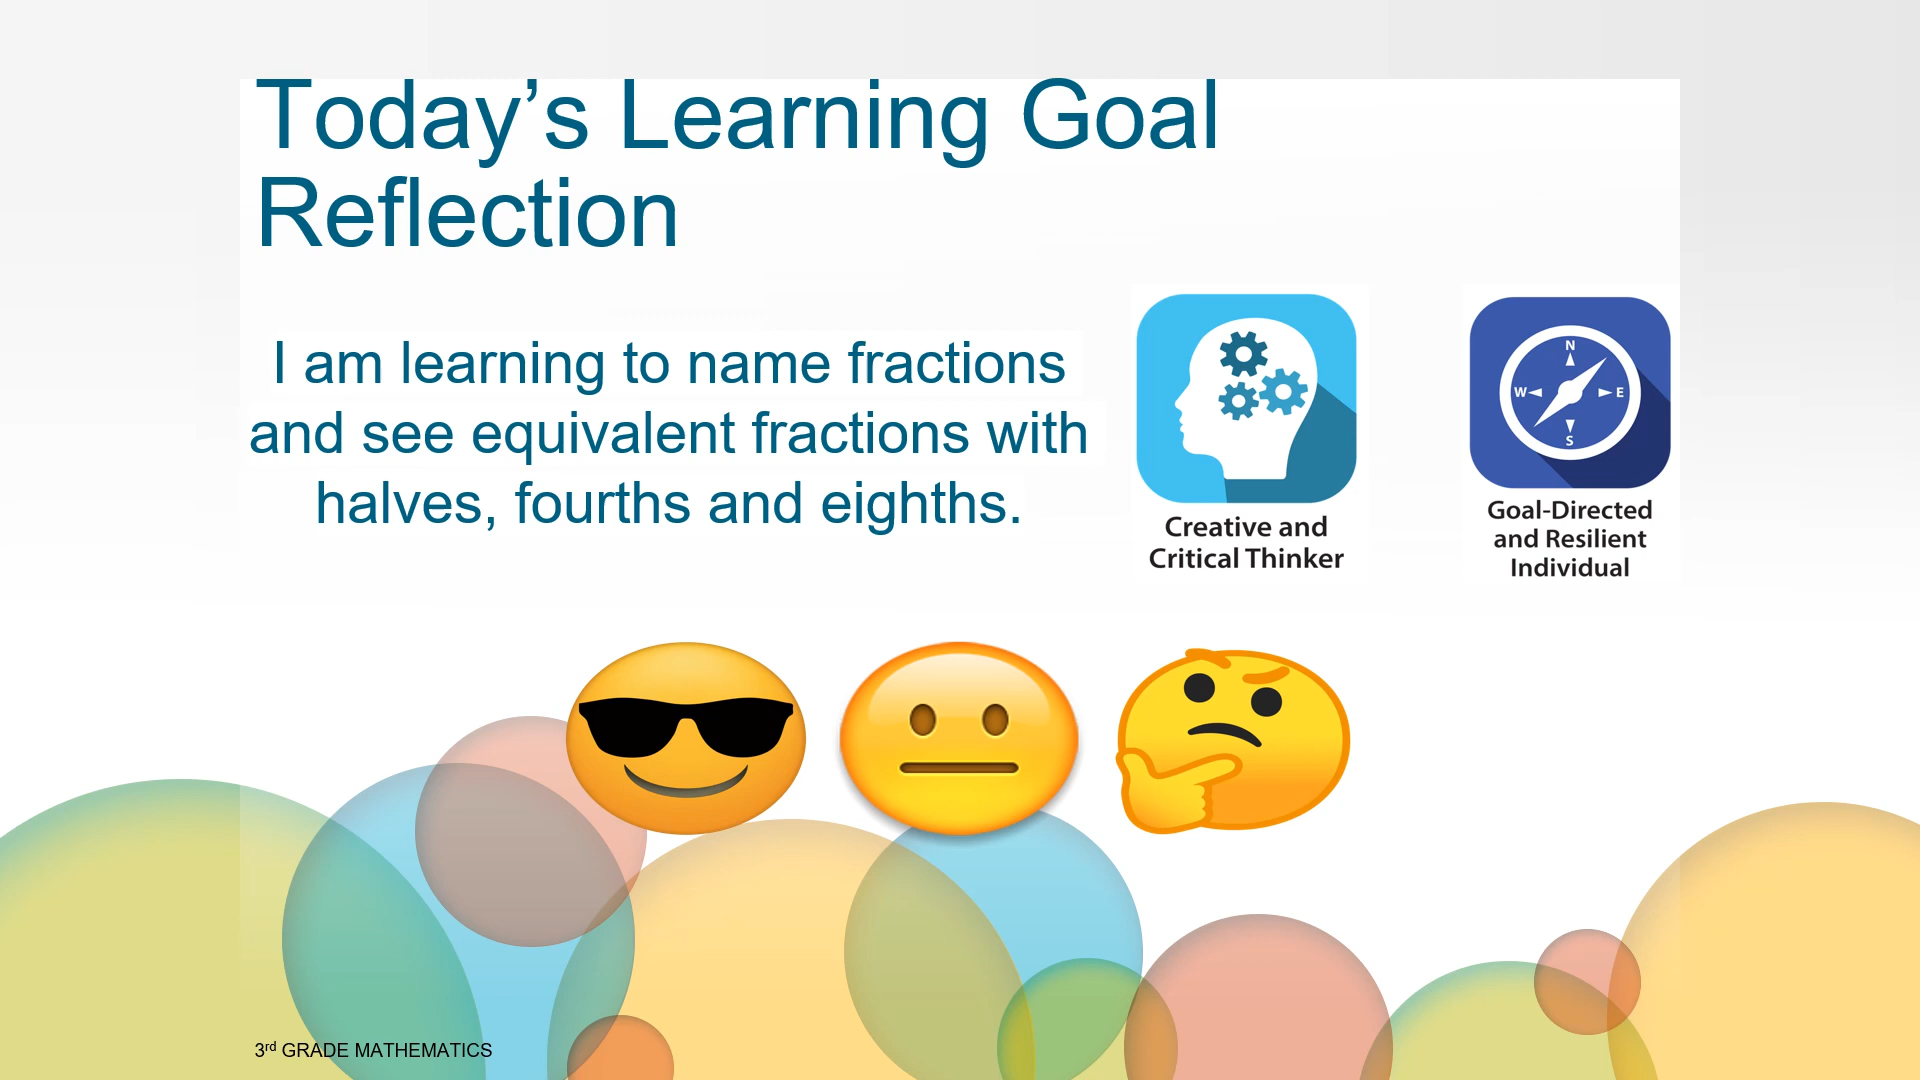 Today’s Learning Goal
Reflection
I am learning to name fractions
and see equivalent fractions with
halves, fourths and eighths.
Creative and
Critical Thinker
N
W E
S
Goal-Directed
and Resilient
Individual
3rd GRADE MATHEMATICS